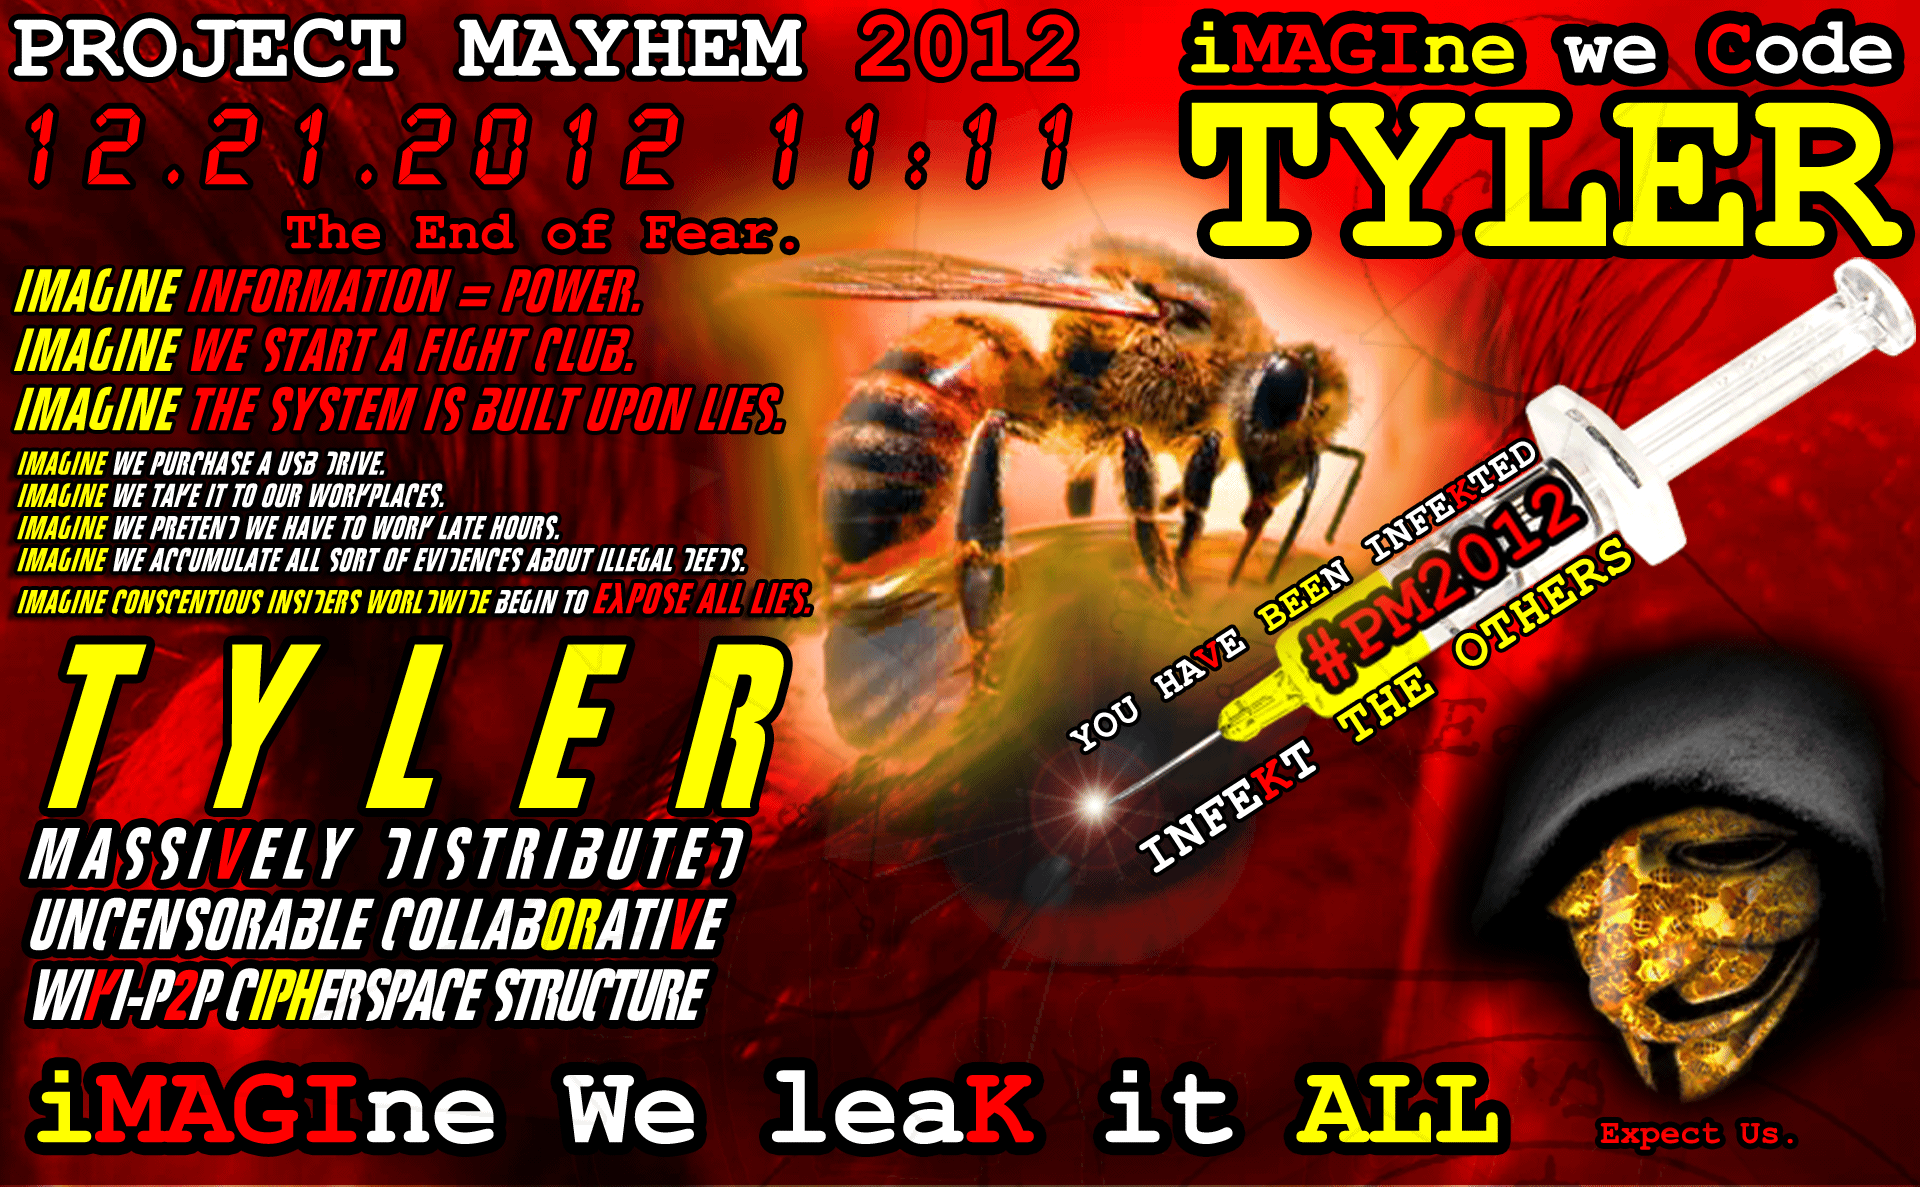 PROJECT MAYHEM 2012
12.21.2012 11:11
The End of Fear.
iMAGIne we Code
TYLER
IMAGINE INFORMATION = POWER.
IMAGINE WE START A FIGHT CLUB.
IMAGINE THE SYSTEM IS BUILT UPON LIES.
IMAGINE WE PURCHASE A USB DRIVE.
IMAGINE WE TAKE IT TO OUR WORKPLACES.
IMAGINE WE PRETEND WE HAVE TO WORK LATE HOURS.
IMAGINE WE ACCUMULATE ALL SORT OF EVIDENCES ABOUT ILLEGAL DEEDS.
IMAGINE CONSCENTIOUS INSIDERS WORLDWIDE BEGIN TO EXPOSE ALL LIES.
YOU HAVE BEEN INFEKTED
#PM2012
INFEKT THE OTHERS
TYLER
MASSIVELY DISTRIBUTED
UNCENSORABLE COLLABORATIVE
WIKI-P2P CIPHERSPACE STRUCTURE
iMAGIne We leaK it ALL
Expect Us.